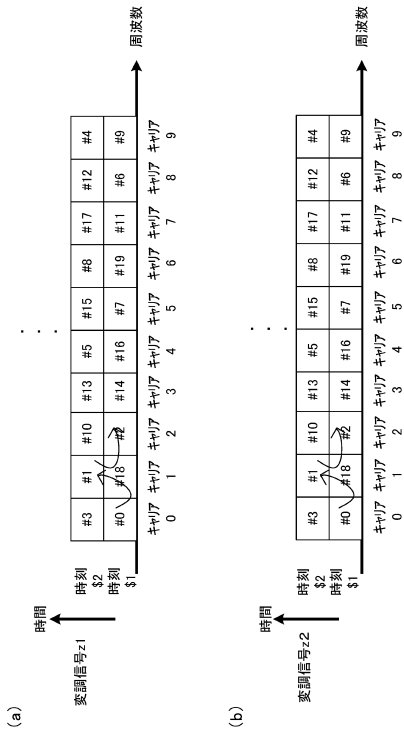 (a)
変調信号z1
時間
時刻
$2
#3 #1 #10 #13 #5 #15 #8 #17 #12 #4
時刻
$1
#0 #18 #2 #14 #16 #7 #19 #11 #6 #9
キャリア キャリア キャリア キャリア キャリア キャリア キャリア キャリア キャリア キャリア
0 1 2 3 4 5 6 7 8 9
周波数
(b)
変調信号z2
時間
時刻
$2
#3 #1 #10 #13 #5 #15 #8 #17 #12 #4
時刻
$1
#0 #18 #2 #14 #16 #7 #19 #11 #6 #9
キャリア キャリア キャリア キャリア キャリア キャリア キャリア キャリア キャリア キャリア
0 1 2 3 4 5 6 7 8 9
周波数